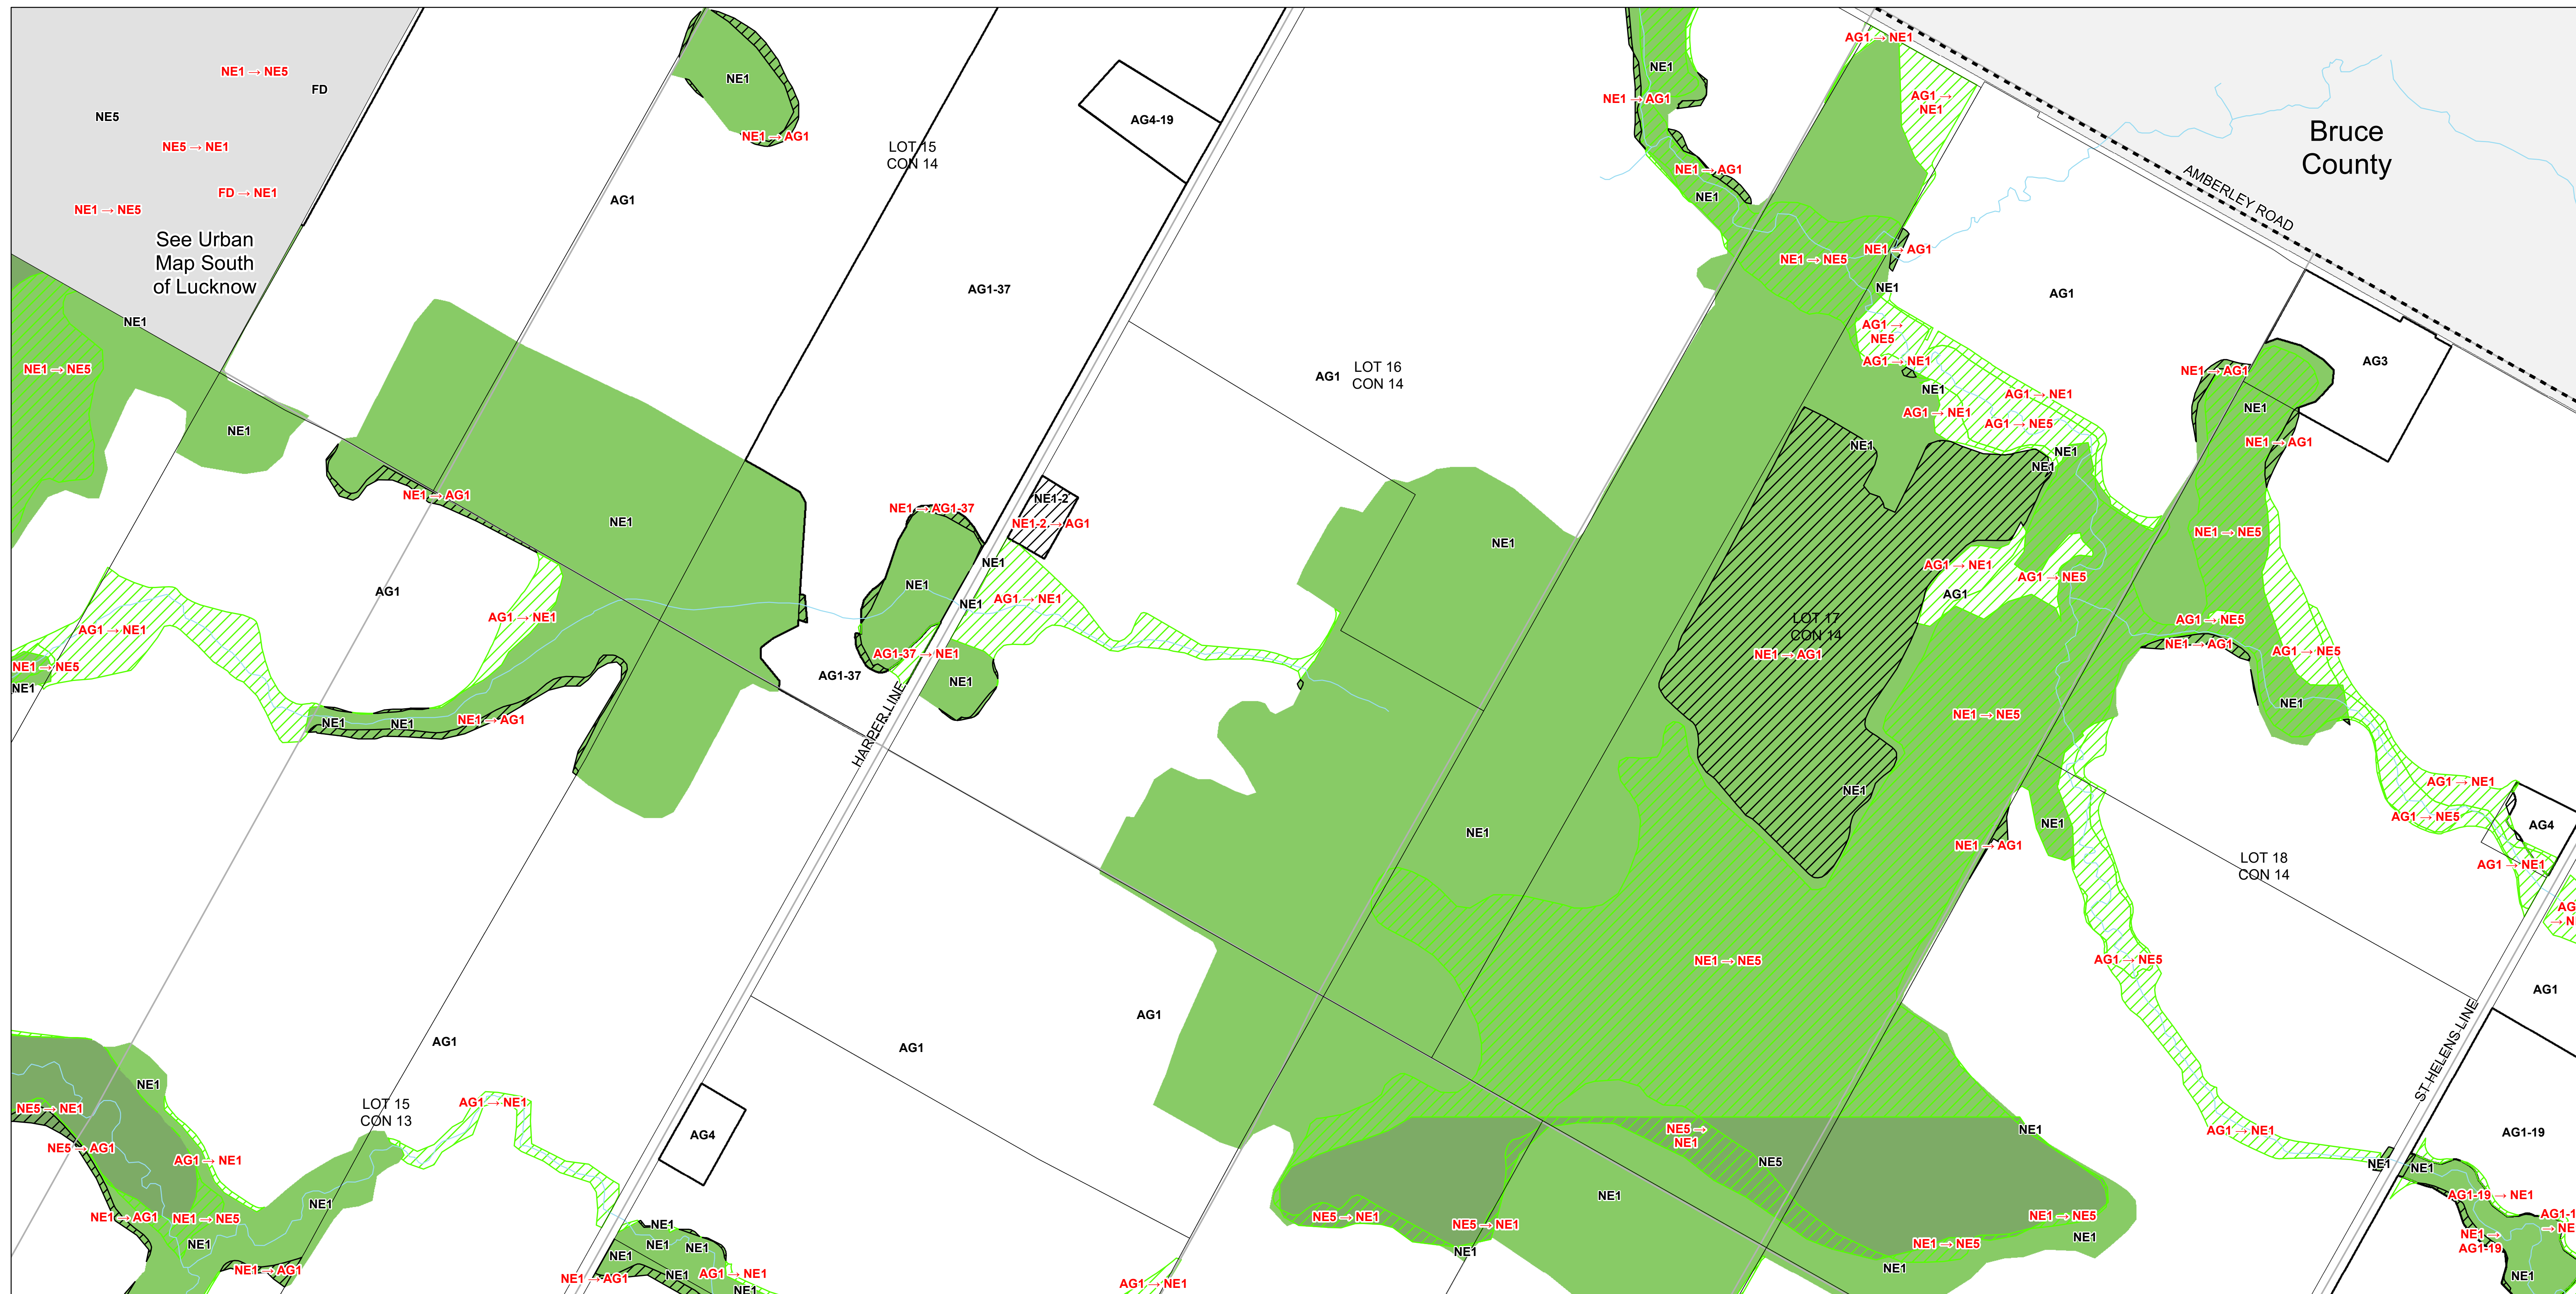 NE1 → NE5
FD
NE5
NE5 → NE1
FD → NE1
NE1 → NE5
See Urban
Map South
of Lucknow
NE1
NE1 → NE5
NE1
AG1
NE1
NE1 → AG1
LOT 15
CON 14
AG4-19
AG1-37
NE1 → AG1
NE1
AG1
NE1 → AG1-37
NE1-2
NE1-2 → AG1
NE1
NE1
NE1
AG1 → NE1
AG1-37 → NE1
AG1-37
NE1
HARPER LINE
AG1 → NE1
AG1 → NE1
NE1 → NE5
NE1
NE1
NE1
NE1 → AG1
AG1
LOT 16
CON 14
NE1
NE1
NE1
NE1 → AG1
NE1 → AG1
NE1
AG1 → NE1
AG1 →
NE1
NE1 → NE5
NE1 → AG1
NE1
AG1 →
NE5
AG1 → NE1
NE1
AG1 → NE1
AG1 → NE1
AG1 → NE5
NE1
NE1
NE1
AG1
Bruce
County
AMBERLEY ROAD
AG3
NE1 → AG1
NE1
NE1 → AG1
NE1 → NE5
AG1 → NE1
AG1 → NE5
AG1
LOT 17
CON 14
NE1 → AG1
AG1 → NE5
NE1 → AG1
AG1 → NE5
NE1
NE1 → NE5
NE1
NE1 → AG1
NE1
AG1 → NE1
AG1 → NE5
AG4
AG1 → NE1
AG
→ N
LOT 18
CON 14
AG1 → NE5
NE1 → NE5
AG1
ST HELENS LINE
AG1-19
AG1 → NE1
NE1
NE1
AG1-19 → NE1
AG1-1
→ NE
NE1 →
AG1-19
NE1
AG1
AG1
AG1
NE1
LOT 15
CON 13
AG1 → NE1
NE5 → NE1
NE5 → AG1
AG1 → NE1
NE1 → AG1
NE1 → NE5
NE1
NE1
NE1 → AG1
AG4
NE1
NE1
NE1
NE1
NE1
NE1 → AG1
AG1 → NE1
NE1
AG1 → NE1
NE5 →
NE1
NE5
NE1
NE1
NE5 → NE1
NE5 → NE1
NE1
NE1 → NE5
NE1
NE1 → NE5
NE1